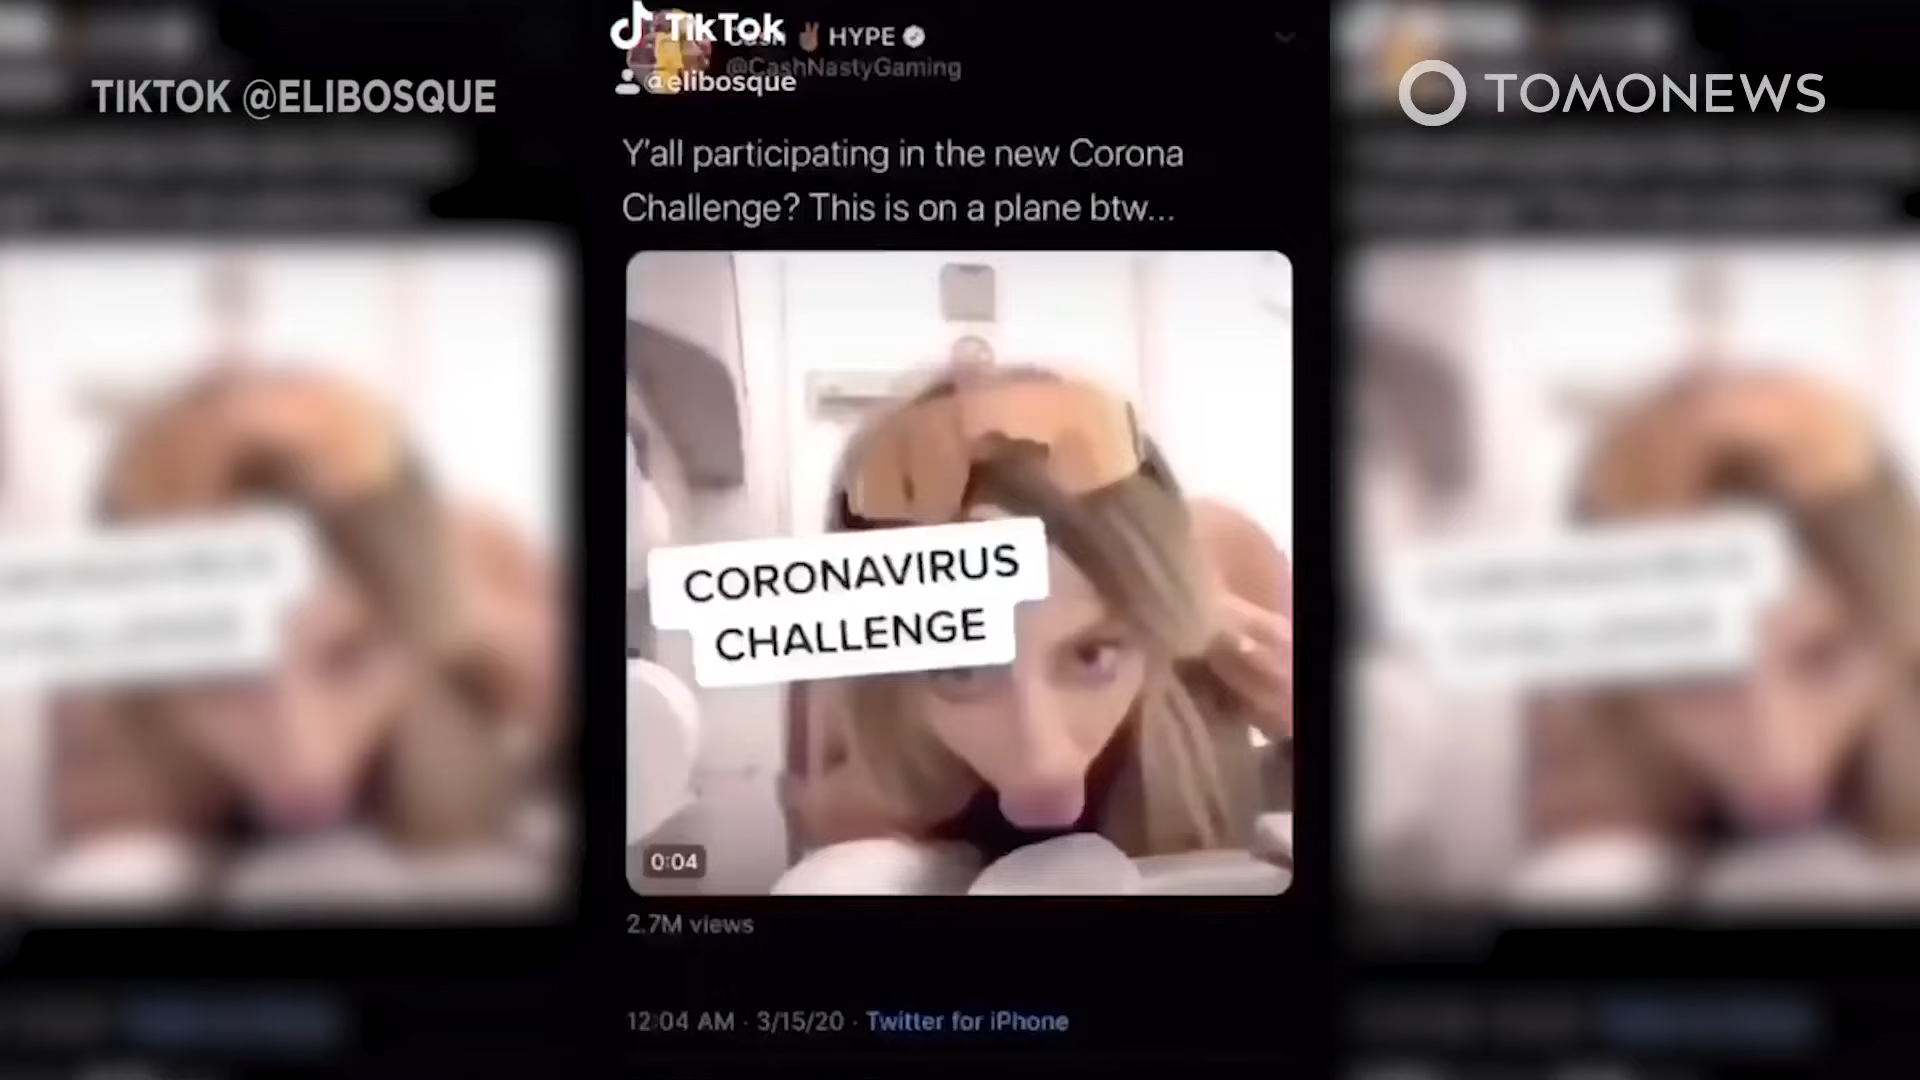 TikTok
Cash ✌🏽 HYPE
@CashNastyGaming
@elibosque
TIKTOK @ELIBOSQUE
TOMONEWS
Y'all participating in the new Corona
Challenge? This is on a plane btw...
CORONAVIRUS
CHALLENGE
0:04
2.7M views
12:04 AM · 3/15/20 · Twitter for iPhone